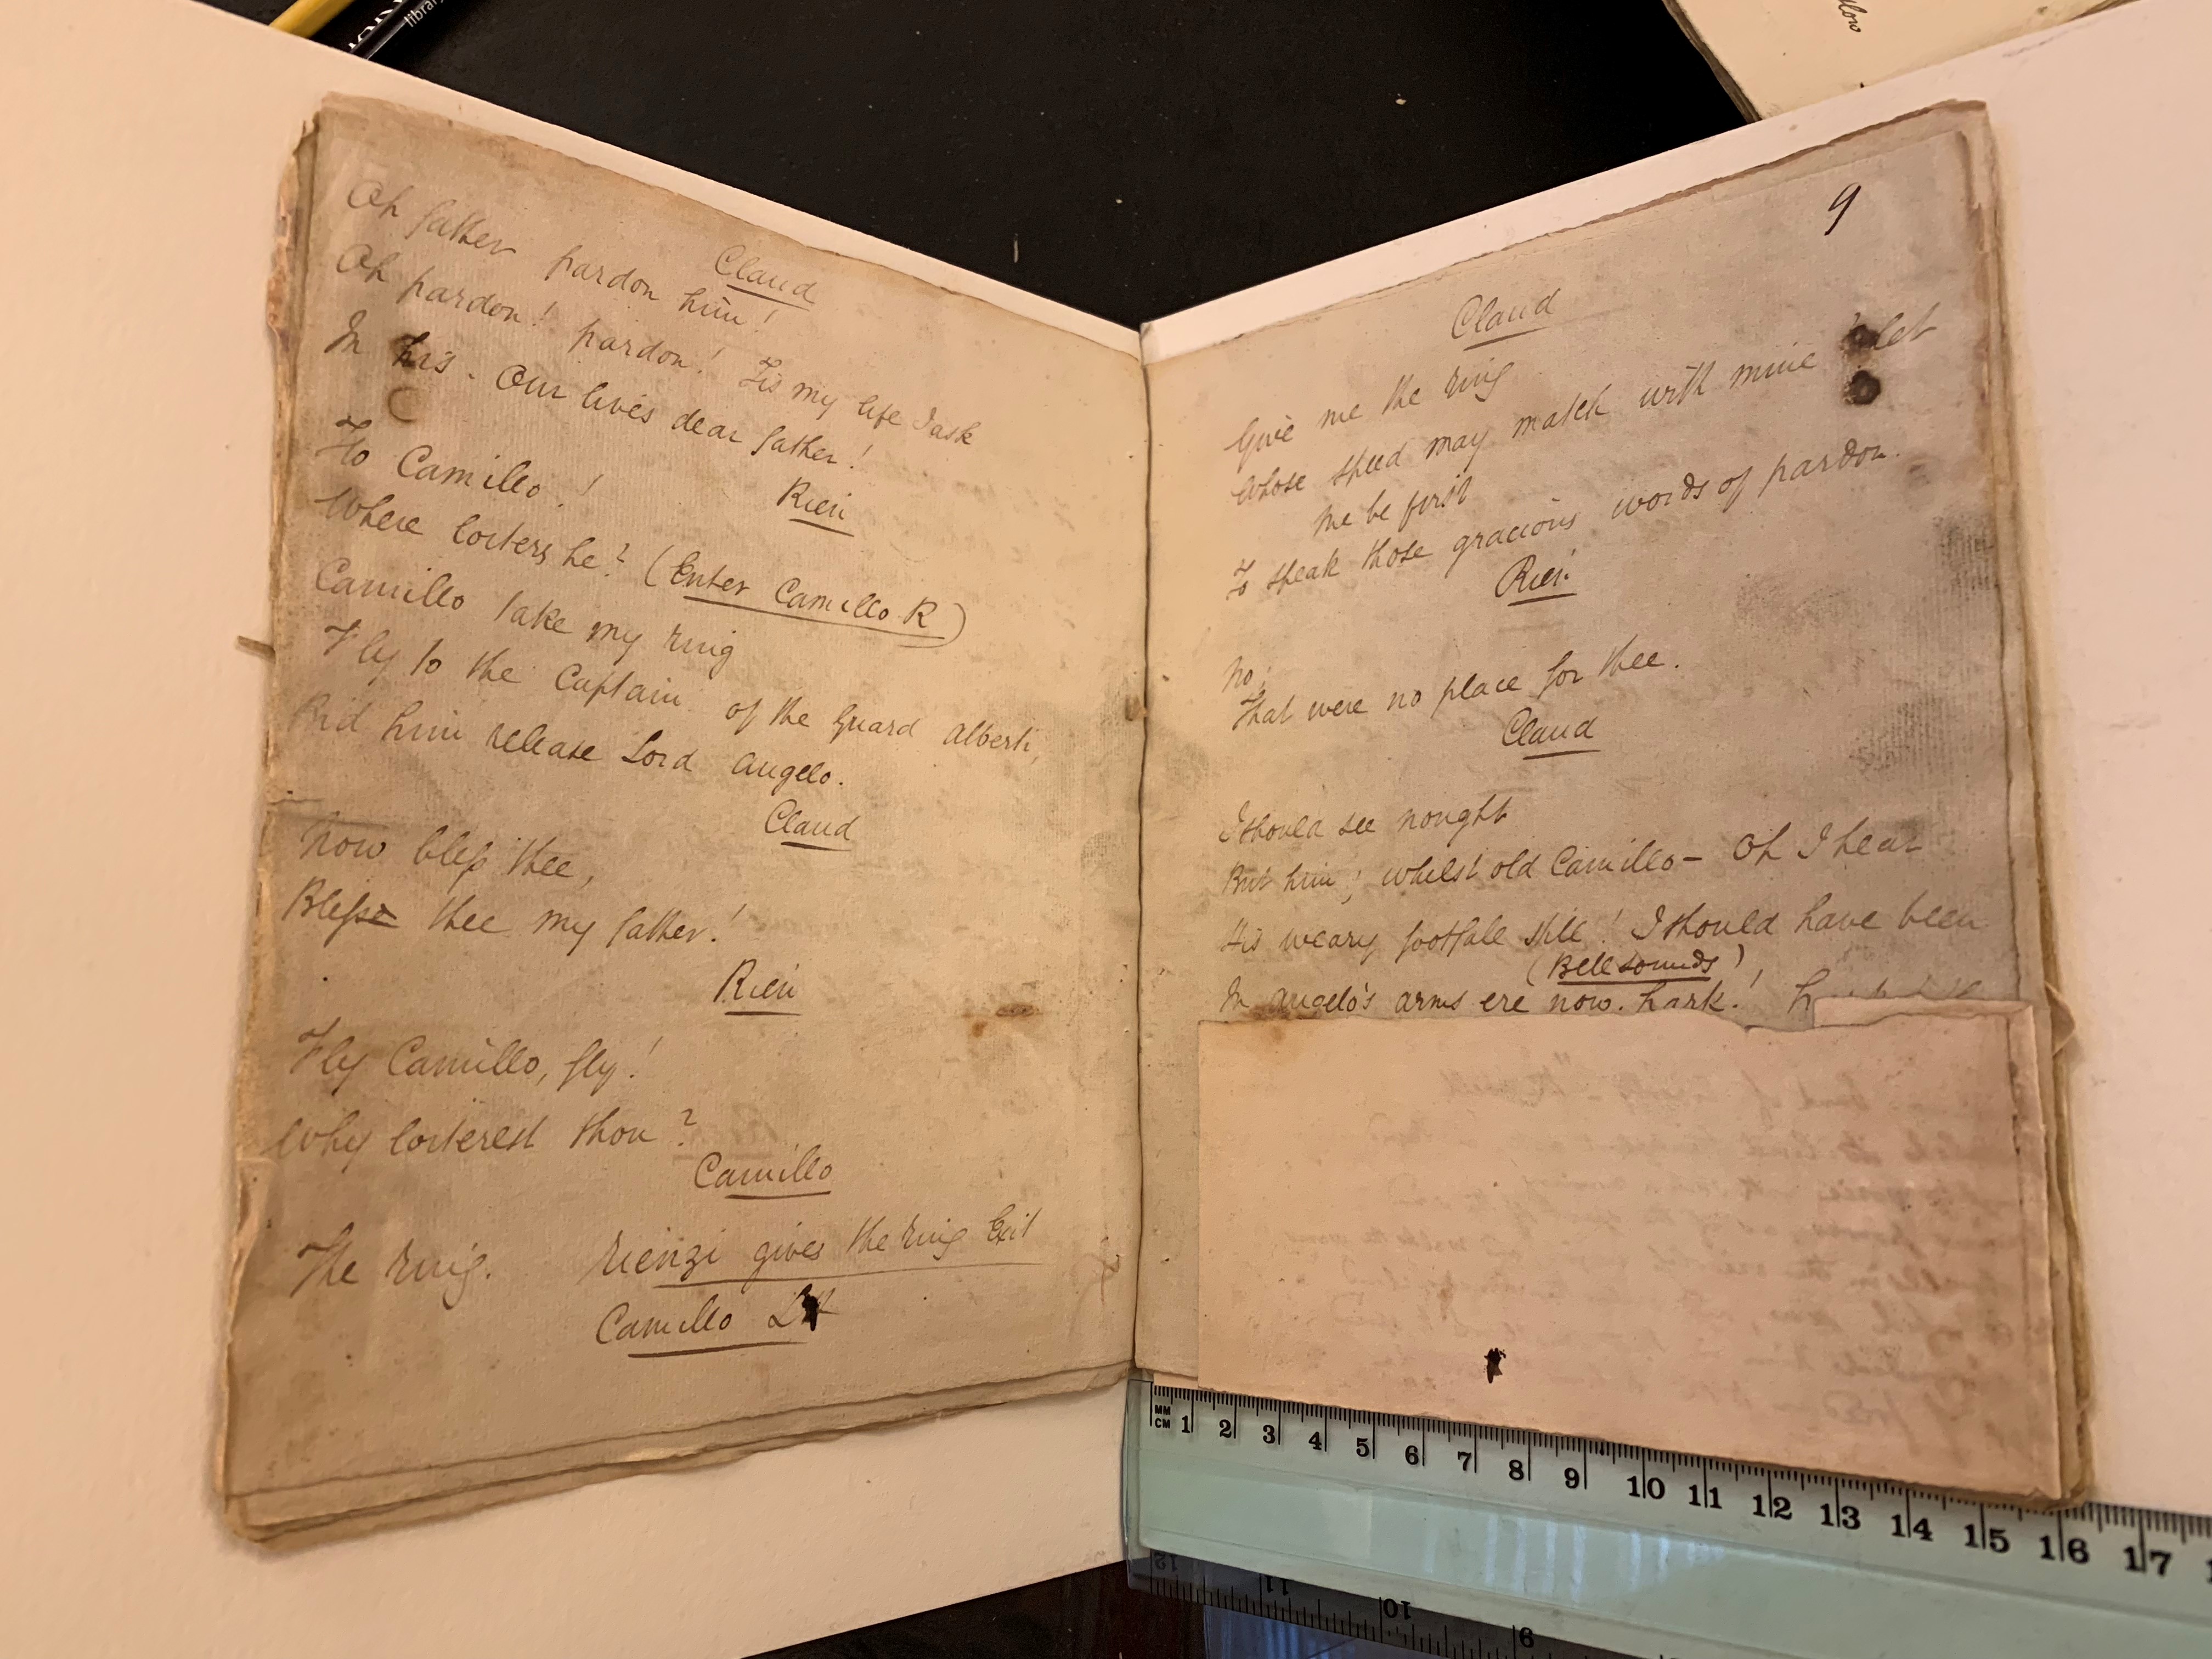 Claud
Oh father pardon him!
Oh pardon! pardon! Tis my life I ask
In his. Our lives dear father!
Rien
Ho Camillo!
Where loiters he? (Enter Camillo R)
Camillo take my ring
Fly to the Captain of the Guard Alberti,
Bid him release Lord Angelo.
Claud
Now bless thee,
Bless thee my father!
Rien
Fly Camillo, fly!
Why loiterest thou?
Camillo
The ring. Rienzi gives the ring Exit
Camillo
9
Claud
Give me the ring
Whose speed may match with mine let
me be first
To speak those gracious words of pardon.
Rien
No;
That were no place for thee.
Claud
I should see nought
But him; whilst old Camillo – Oh I hear
His weary footfall still! I should have been
(Bell sounds)
In Angelo's arms ere now. hark!
MM
CM 1 2 3 4 5 6 7 8 9 10 11 12 13 14 15 16 17
12 11 10 9